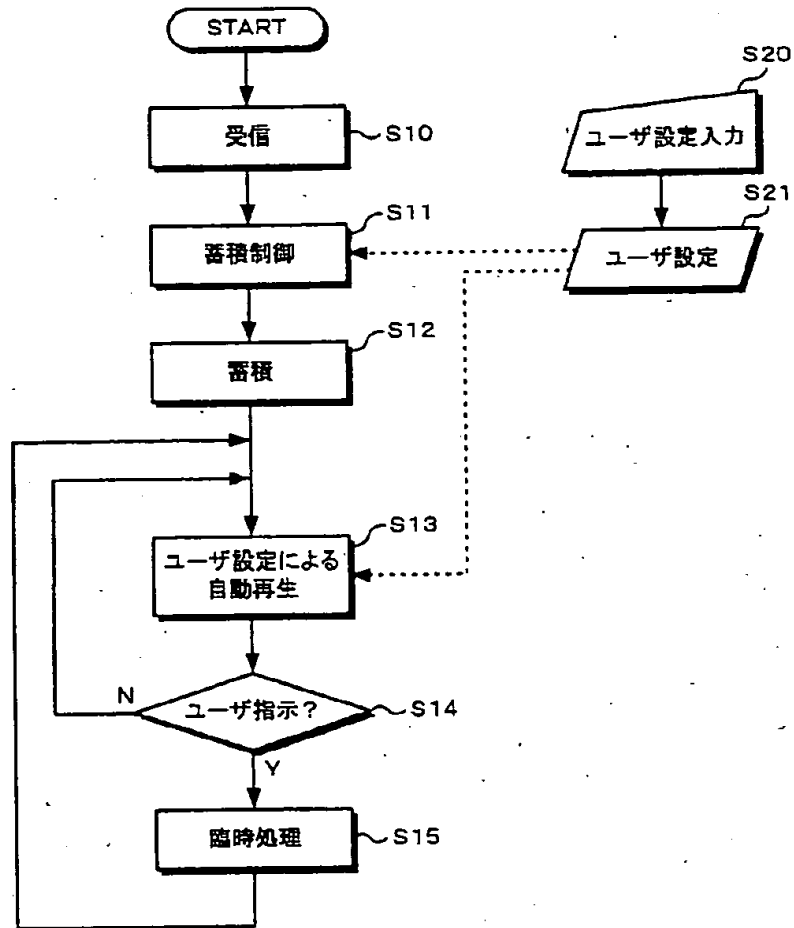 START
受信
S10
蓄積制御
S11
蓄積
S12
ユーザ設定による
自動再生
S13
ユーザ指示？
S14
N
Y
臨時処理
S15
S20
ユーザ設定入力
S21
ユーザ設定